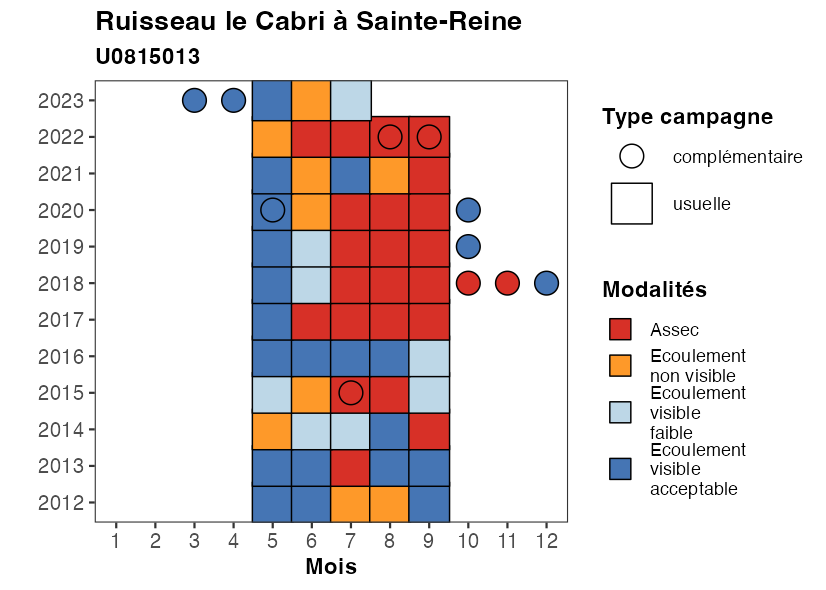 Ruisseau le Cabri à Sainte-Reine
U0815013
2023
2022
2021
2020
2019
2018
2017
2016
2015
2014
2013
2012
1 2 3 4 5 6 7 8 9 10 11 12
Mois
Type campagne
complémentaire
usuelle
Modalités
Assec
Ecoulement
non visible
Ecoulement
visible
faible
Ecoulement
visible
acceptable